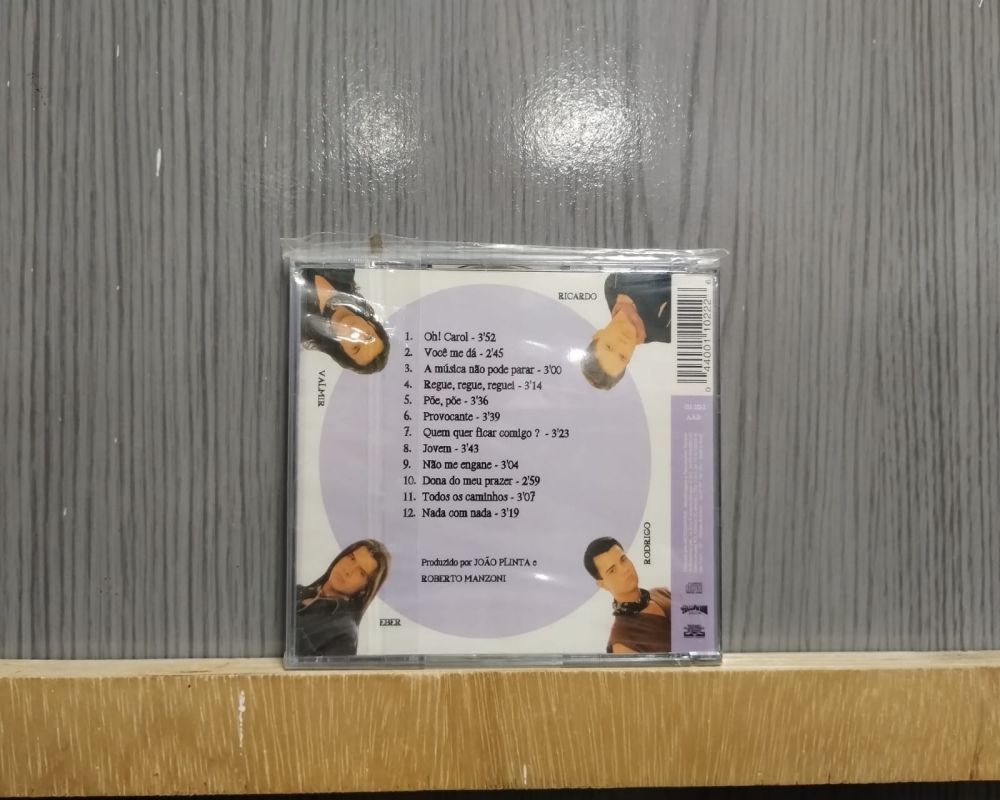 RICARDO
VALMIR
1. Oh! Carol - 3'52
2. Você me dá - 2'45
3. A música não pode parar - 3'00
4. Regue, regue, reguei - 3'14
5. Põe, põe - 3'36
6. Provocante - 3'39
7. Quem quer ficar comigo ? - 3'23
8. Jovem - 3'43
9. Não me engane - 3'04
10. Dona do meu prazer - 2'59
11. Todos os caminhos - 3'07
12. Nada com nada - 3'19
Produzido por JOÃO PLINTA e
ROBERTO MANZONI
EBER
RODRIGO
0 44001 10222 6